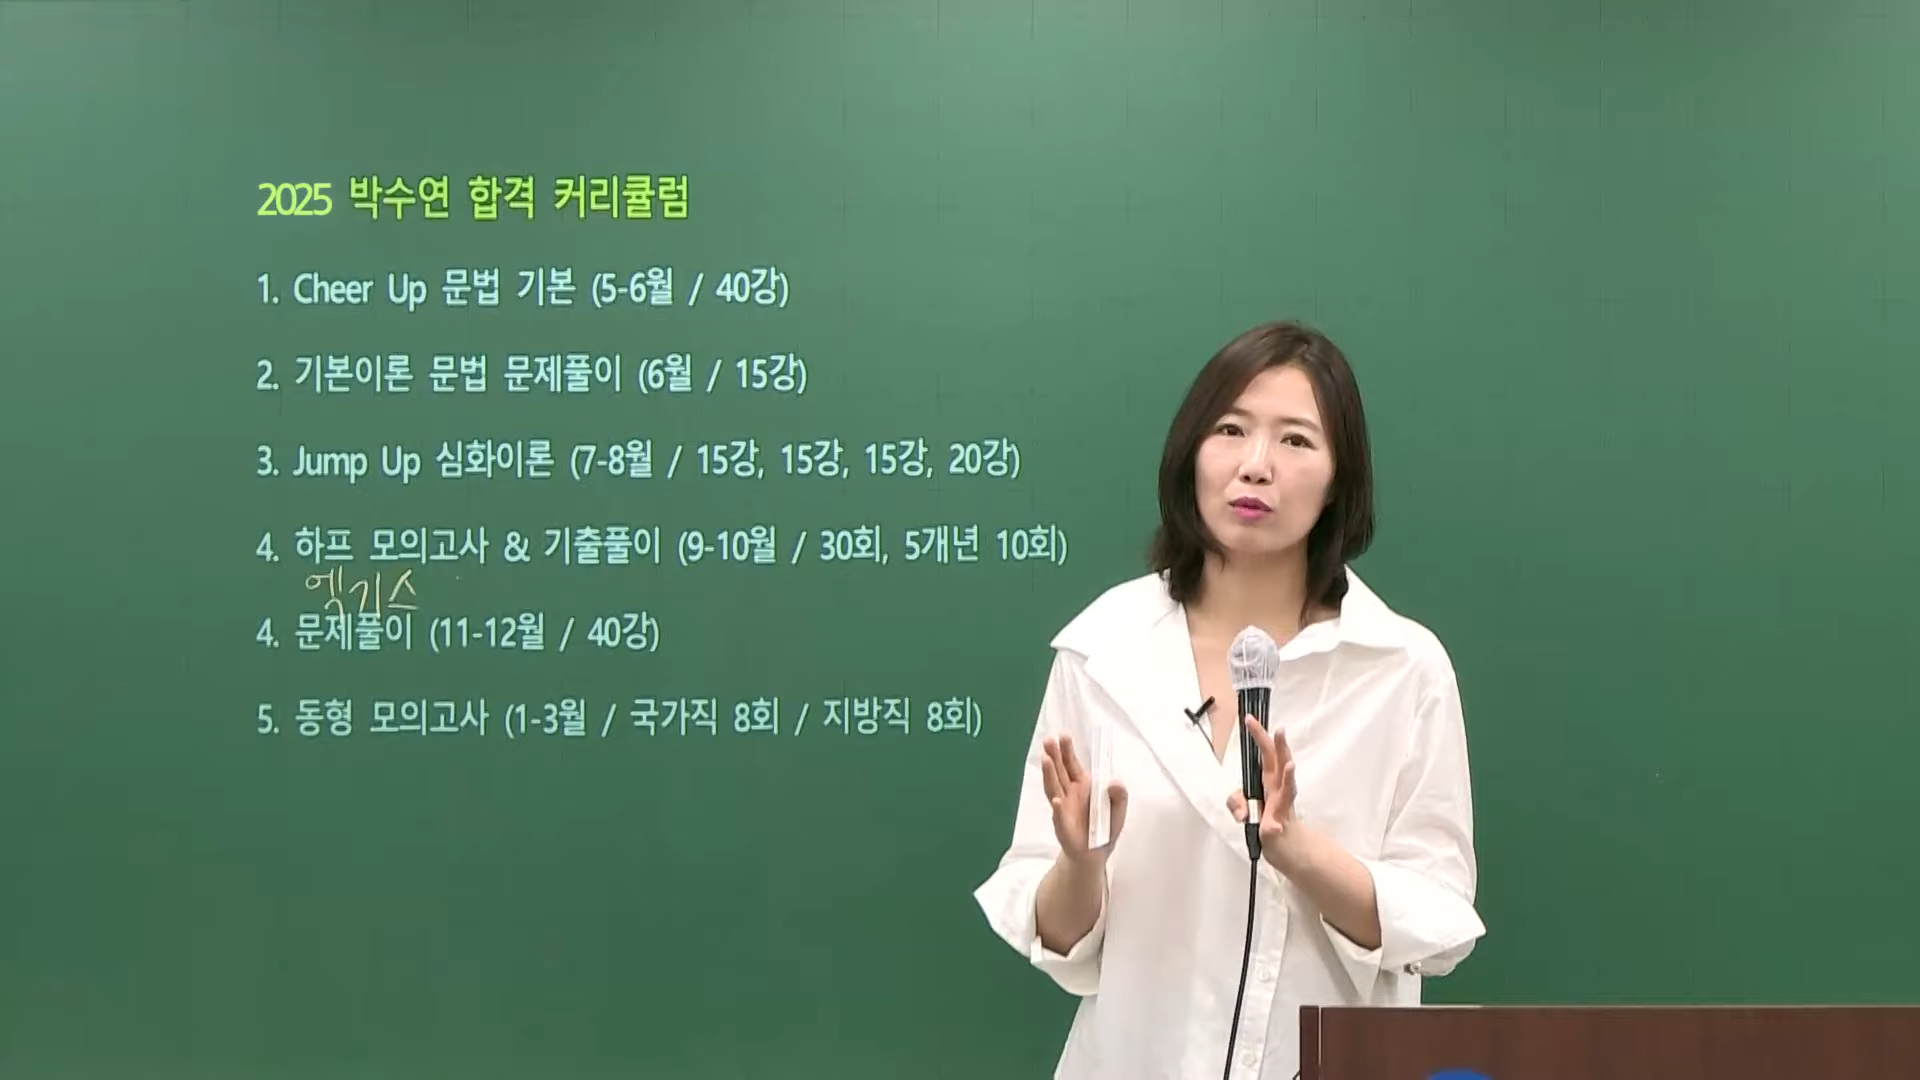 2025 박수연 합격 커리큘럼
1. Cheer Up 문법 기본 (5-6월 / 40강)
2. 기본이론 문법 문제풀이 (6월 / 15강)
3. Jump Up 심화이론 (7-8월 / 15강, 15강, 15강, 20강)
4. 하프 모의고사 & 기출풀이 (9-10월 / 30회, 5개년 10회)
엑기스
4. 문제풀이 (11-12월 / 40강)
5. 동형 모의고사 (1-3월 / 국가직 8회 / 지방직 8회)